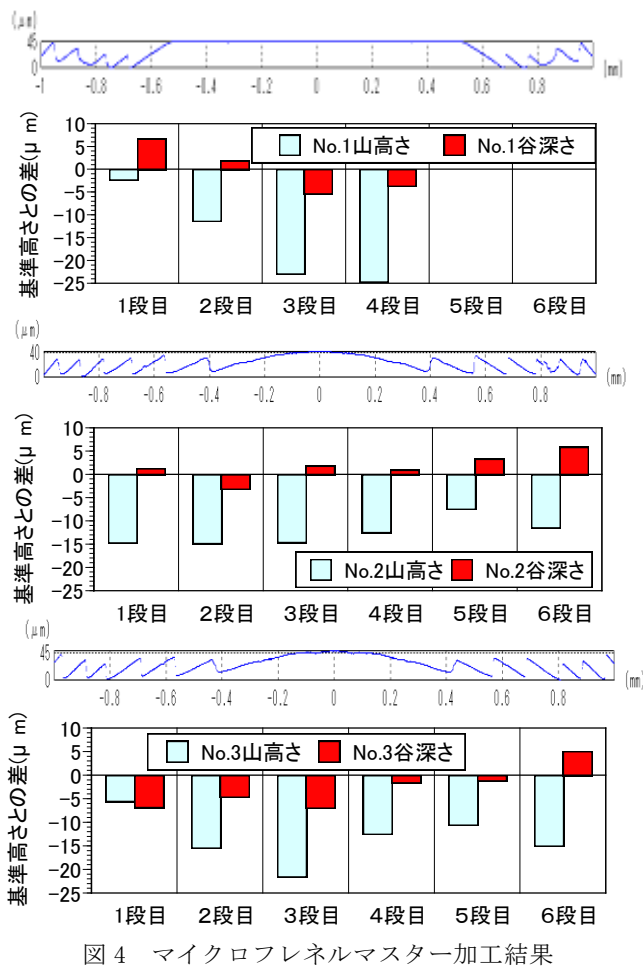 (μm)
45
0
-1 -0.8 -0.6 -0.4 -0.2 0 0.2 0.4 0.6 0.8 (mm)
基準高さとの差(μ m)
10
5
0
-5
-10
-15
-20
-25
No.1山高さ No.1谷深さ
1段目 2段目 3段目 4段目 5段目 6段目
(μm)
40
0
-0.8 -0.6 -0.4 -0.2 0 0.2 0.4 0.6 0.8 (mm)
基準高さとの差(μ m)
10
5
0
-5
-10
-15
-20
-25
No.2山高さ No.2谷深さ
1段目 2段目 3段目 4段目 5段目 6段目
(μm)
45
0
-0.8 -0.6 -0.4 -0.2 0 0.2 0.4 0.6 0.8 (mm)
基準高さとの差(μ m)
10
5
0
-5
-10
-15
-20
-25
No.3山高さ No.3谷深さ
1段目 2段目 3段目 4段目 5段目 6段目
図 4 マイクロフレネルマスター加工結果